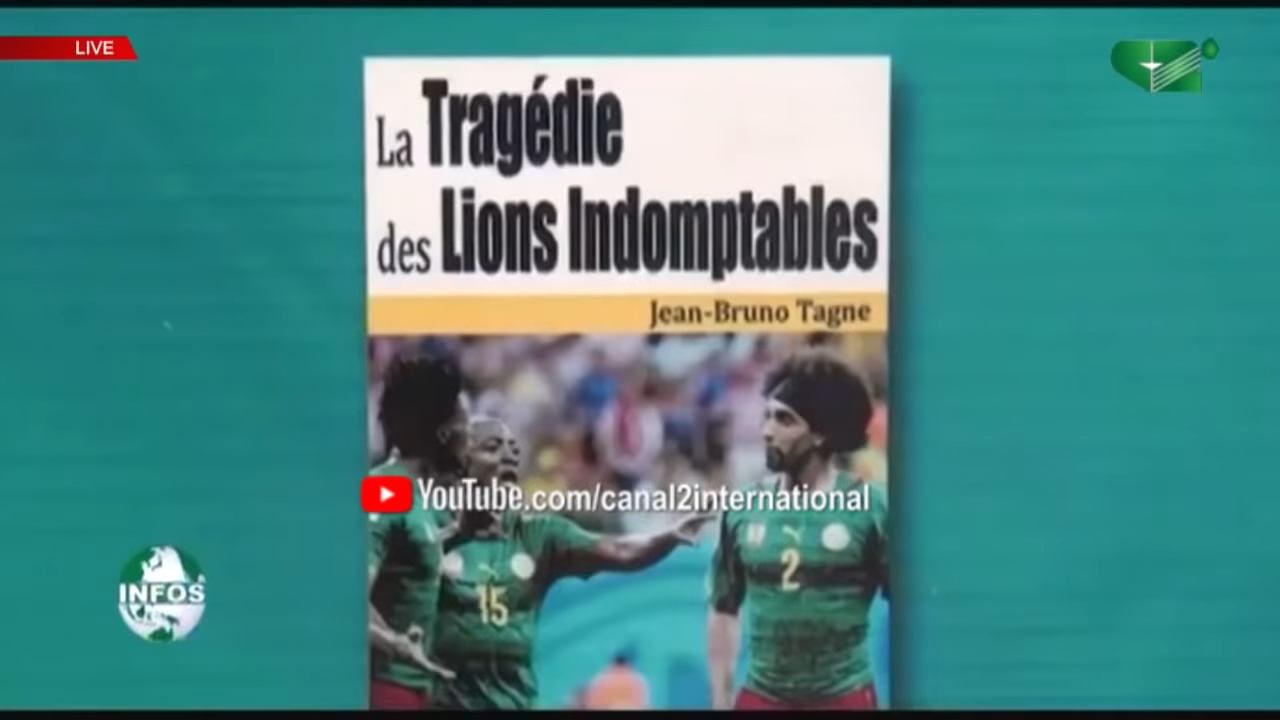 LIVE
La Tragédie
des Lions Indomptables
Jean-Bruno Tagne
YouTube.com/canal2international
INFOS
15
2